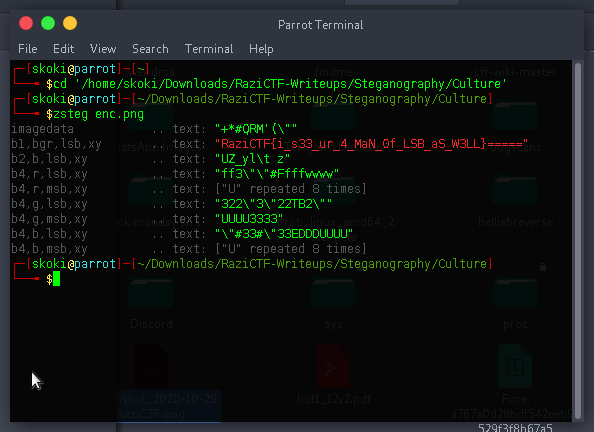 Parrot Terminal
File Edit View Search Terminal Help
┌─[skoki@parrot]─[~]
└──╼ $cd '/home/skoki/Downloads/RaziCTF-Writeups/Steganography/Culture'
┌─[skoki@parrot]─[~/Downloads/RaziCTF-Writeups/Steganography/Culture]
└──╼ $zsteg enc.png
imagedata .. text: "+*#QRM'(\""
b1,bgr,lsb,xy .. text: "RaziCTF{i_s33_ur_4_MaN_0f_LSB_aS_W3LL}====="
b2,b,lsb,xy .. text: "UZ_yl\t z"
b4,r,lsb,xy .. text: "ff3\"\"#Ffffwwww"
b4,r,msb,xy .. text: ["U" repeated 8 times]
b4,g,lsb,xy .. text: "322\"3\"22TB2\""
b4,g,msb,xy .. text: "UUUU3333"
b4,b,lsb,xy .. text: "\"#33#\"33EDDDUUUU"
b4,b,msb,xy .. text: ["U" repeated 8 times]
┌─[skoki@parrot]─[~/Downloads/RaziCTF-Writeups/Steganography/Culture]
└──╼ $
Discord sys proc
hut1_12v2.pdf
529f3f8b67a5